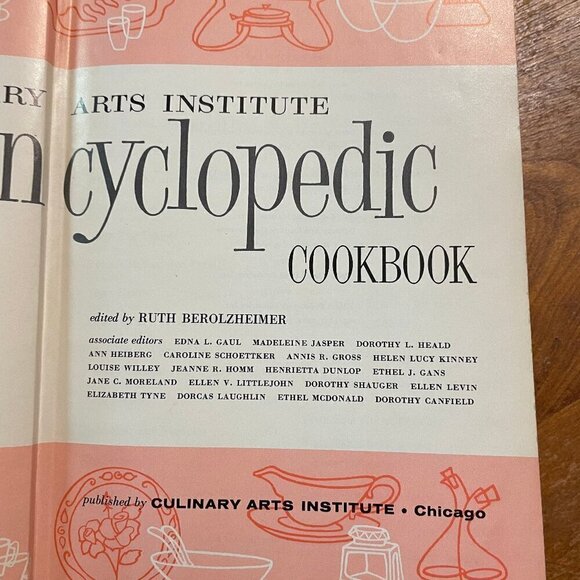 ARY ARTS INSTITUTE
ncyclopedic
COOKBOOK
edited by RUTH BEROLZHEIMER
associate editors EDNA L. GAUL MADELEINE JASPER DOROTHY L. HEALD
ANN HEIBERG CAROLINE SCHOETTKER ANNIS R. GROSS HELEN LUCY KINNEY
LOUISE WILLEY JEANNE R. HOMM HENRIETTA DUNLOP ETHEL J. GANS
JANE C. MORELAND ELLEN V. LITTLEJOHN DOROTHY SHAUGER ELLEN LEVIN
ELIZABETH TYNE DORCAS LAUGHLIN ETHEL MCDONALD DOROTHY CANFIELD
published by CULINARY ARTS INSTITUTE • Chicago